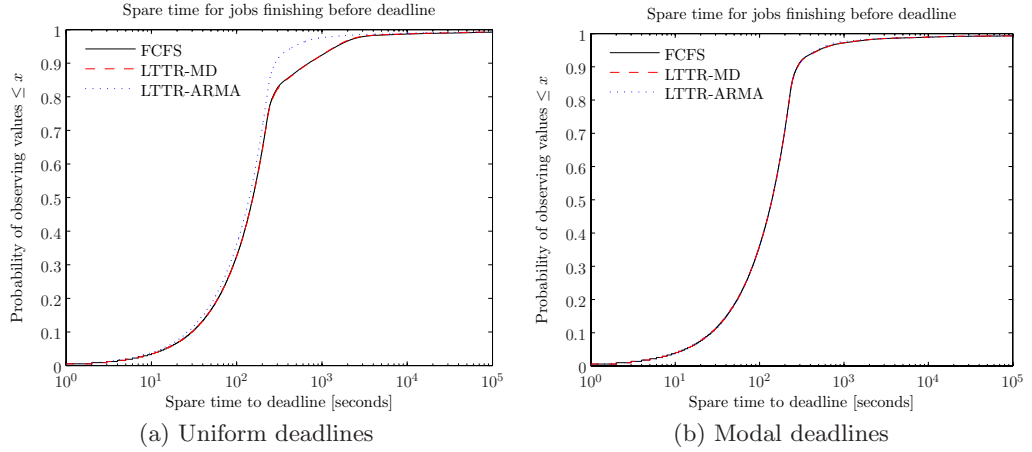 Spare time for jobs finishing before deadline
1
0.9
0.8
0.7
0.6
0.5
0.4
0.3
0.2
0.1
0
Probability of observing values ≤ x
FCFS
LTTR-MD
LTTR-ARMA
10^0 10^1 10^2 10^3 10^4 10^5
Spare time to deadline [seconds]
(a) Uniform deadlines
Spare time for jobs finishing before deadline
1
0.9
0.8
0.7
0.6
0.5
0.4
0.3
0.2
0.1
0
Probability of observing values ≤ x
FCFS
LTTR-MD
LTTR-ARMA
10^0 10^1 10^2 10^3 10^4 10^5
Spare time to deadline [seconds]
(b) Modal deadlines